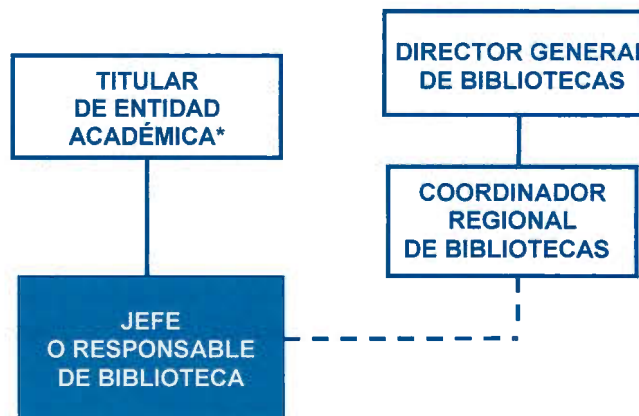 TITULAR
DE ENTIDAD
ACADÉMICA*
DIRECTOR GENERAL
DE BIBLIOTECAS
COORDINADOR
REGIONAL
DE BIBLIOTECAS
JEFE
O RESPONSABLE
DE BIBLIOTECA